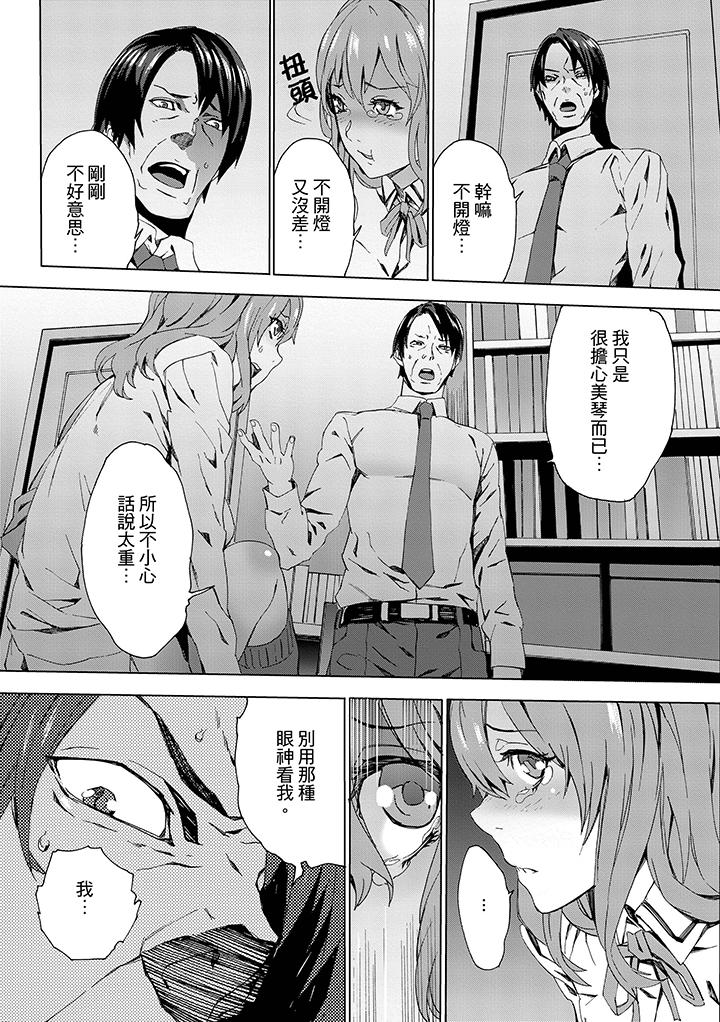 幹嘛
不開燈…
扭頭
不開燈
又沒差…
剛剛
不好意思…
我只是
很擔心美琴而已…
所以不小心
話說太重…
…
別用那種
眼神看我。
我…